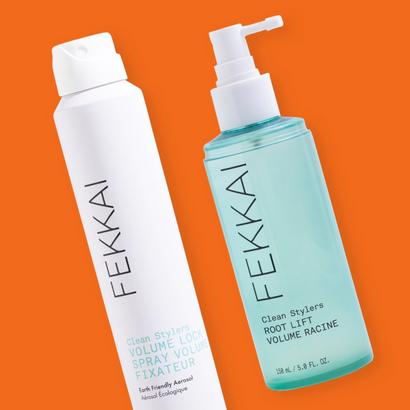 FEKKAI
Clean Stylers
VOLUME LOCK
SPRAY VOLUME
FIXATEUR
Earth Friendly Aerosol
Aérosol Écologique
FEKKAI
Clean Stylers
ROOT LIFT
VOLUME RACINE
150 mL / 5.0 FL. OZ.